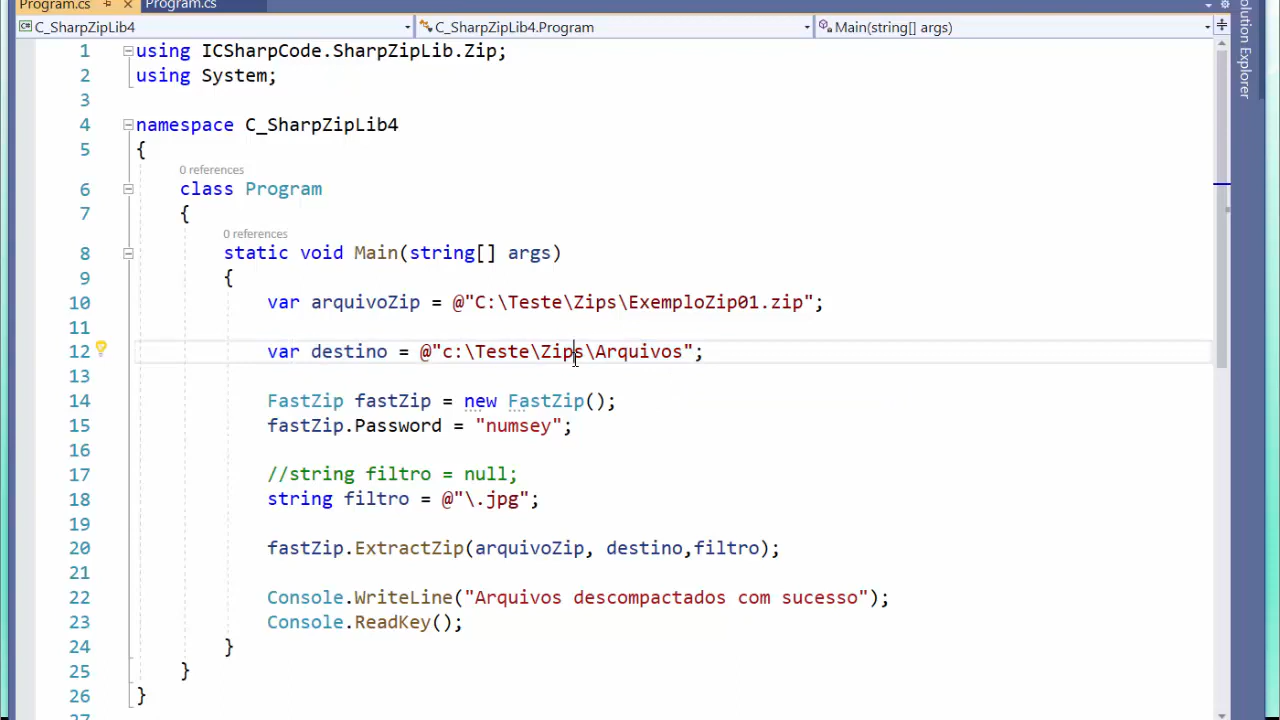 Program.cs Program.cs
C_SharpZipLib4 C_SharpZipLib4.Program Main(string[] args)
Solution Explorer
1 using ICSharpCode.SharpZipLib.Zip;
2 using System;
3
4 namespace C_SharpZipLib4
5 {
0 references
6 class Program
7 {
0 references
8 static void Main(string[] args)
9 {
10 var arquivoZip = @"C:\Teste\Zips\ExemploZip01.zip";
11
12 var destino = @"c:\Teste\Zips\Arquivos";
13
14 FastZip fastZip = new FastZip();
15 fastZip.Password = "numsey";
16
17 //string filtro = null;
18 string filtro = @"\.jpg";
19
20 fastZip.ExtractZip(arquivoZip, destino,filtro);
21
22 Console.WriteLine("Arquivos descompactados com sucesso");
23 Console.ReadKey();
24 }
25 }
26 }
27